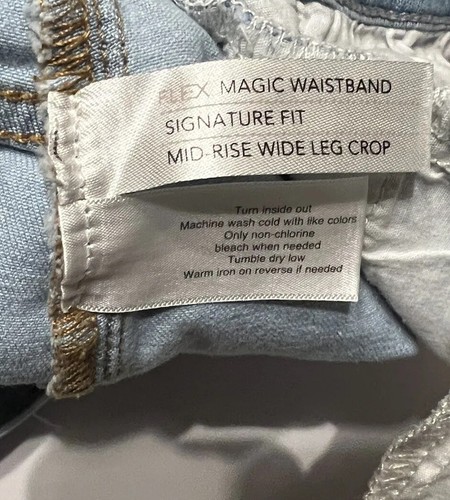 FLEX MAGIC WAISTBAND
SIGNATURE FIT
MID-RISE WIDE LEG CROP
Turn inside out
Machine wash cold with like colors
Only non-chlorine
bleach when needed
Tumble dry low
Warm iron on reverse if needed